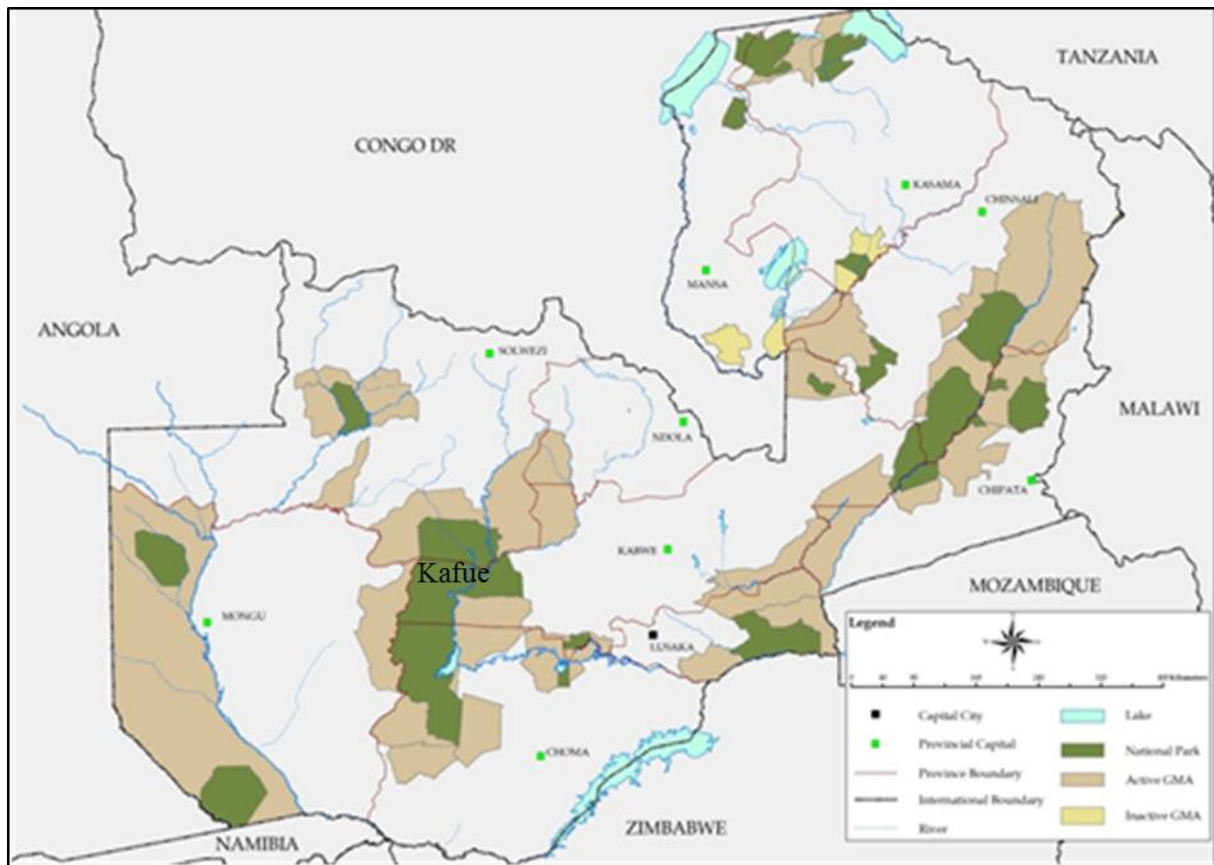 TANZANIA
CONGO DR
KASAMA
CHINSALI
MANSA
ANGOLA
SOLWEZI
MALAWI
NDOLA
CHIPATA
KABWE
Kafue
MOZAMBIQUE
MONGU
LUSAKA
CHOMA
ZIMBABWE
NAMIBIA
Legend
Capital City
Provincial Capital
Province Boundary
International Boundary
River
Lake
National Park
Active GMA
Inactive GMA